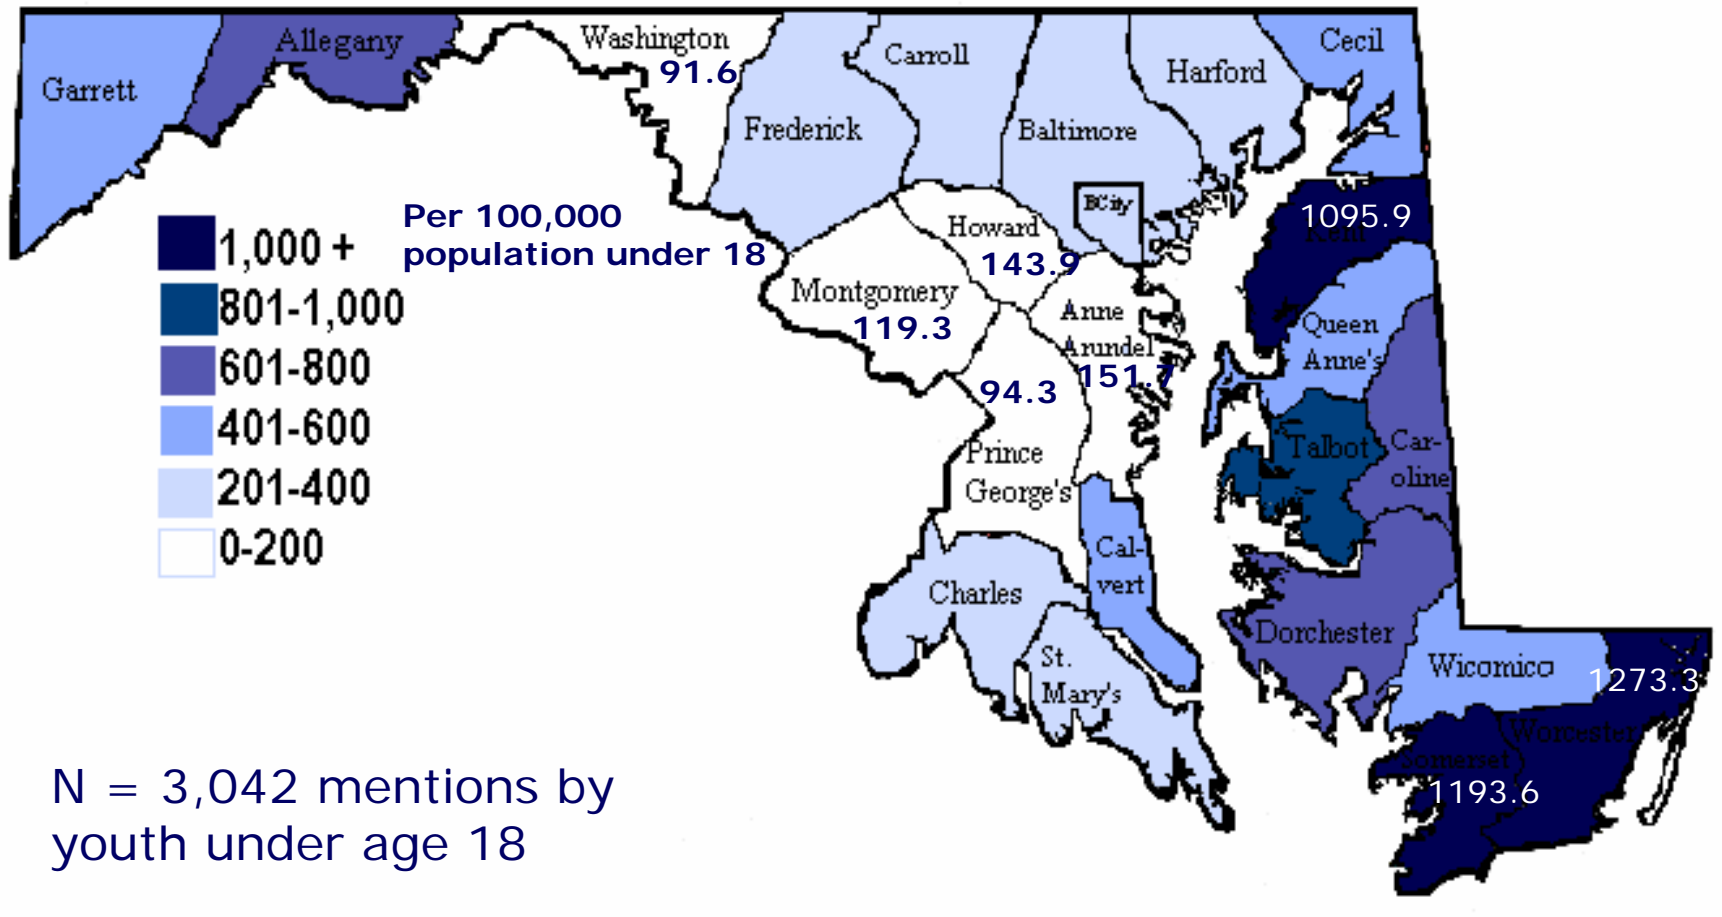 Garrett
Allegany
Washington
91.6
Frederick
Carroll
Baltimore
BCity
Harford
Cecil
Per 100,000
population under 18
1,000 +
801-1,000
601-800
401-600
201-400
0-200
Howard
143.9
Montgomery
119.3
Anne
Arundel
151.7
94.3
Prince
George's
1095.9
Kent
Queen
Anne's
Talbot
Car-
oline
Cal-
vert
Charles
St.
Mary's
Dorchester
Wicomico
1273.3
Worcester
Somerset
1193.6
N = 3,042 mentions by
youth under age 18